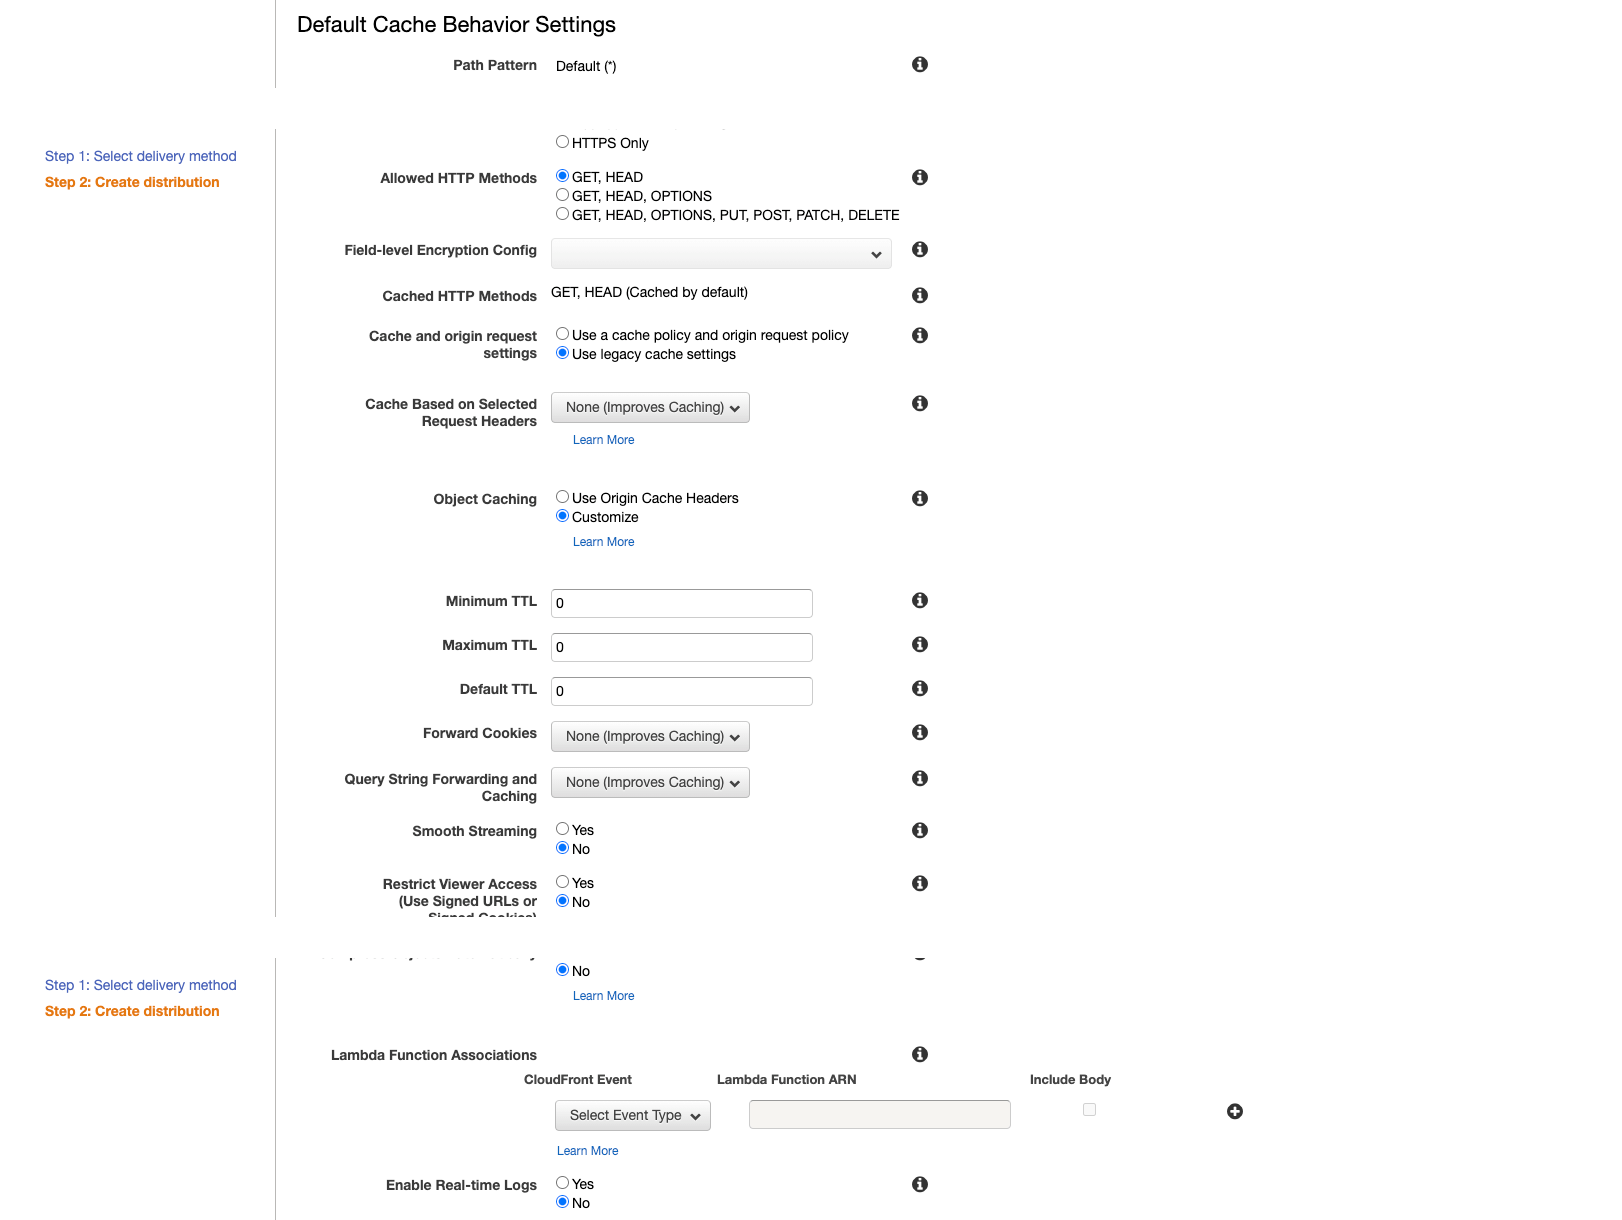 Default Cache Behavior Settings
Path Pattern Default (*)
HTTPS Only
Step 1: Select delivery method
Step 2: Create distribution
Allowed HTTP Methods GET, HEAD
GET, HEAD, OPTIONS
GET, HEAD, OPTIONS, PUT, POST, PATCH, DELETE
Field-level Encryption Config
Cached HTTP Methods GET, HEAD (Cached by default)
Cache and origin request
settings
Use a cache policy and origin request policy
Use legacy cache settings
Cache Based on Selected
Request Headers
None (Improves Caching)
Learn More
Object Caching Use Origin Cache Headers
Customize
Learn More
Minimum TTL 0
Maximum TTL 0
Default TTL 0
Forward Cookies None (Improves Caching)
Query String Forwarding and
Caching
None (Improves Caching)
Smooth Streaming Yes
No
Restrict Viewer Access
(Use Signed URLs or
Signed Cookies)
Yes
No
No
Learn More
Step 1: Select delivery method
Step 2: Create distribution
Lambda Function Associations
CloudFront Event Lambda Function ARN Include Body
Select Event Type
Learn More
Enable Real-time Logs Yes
No